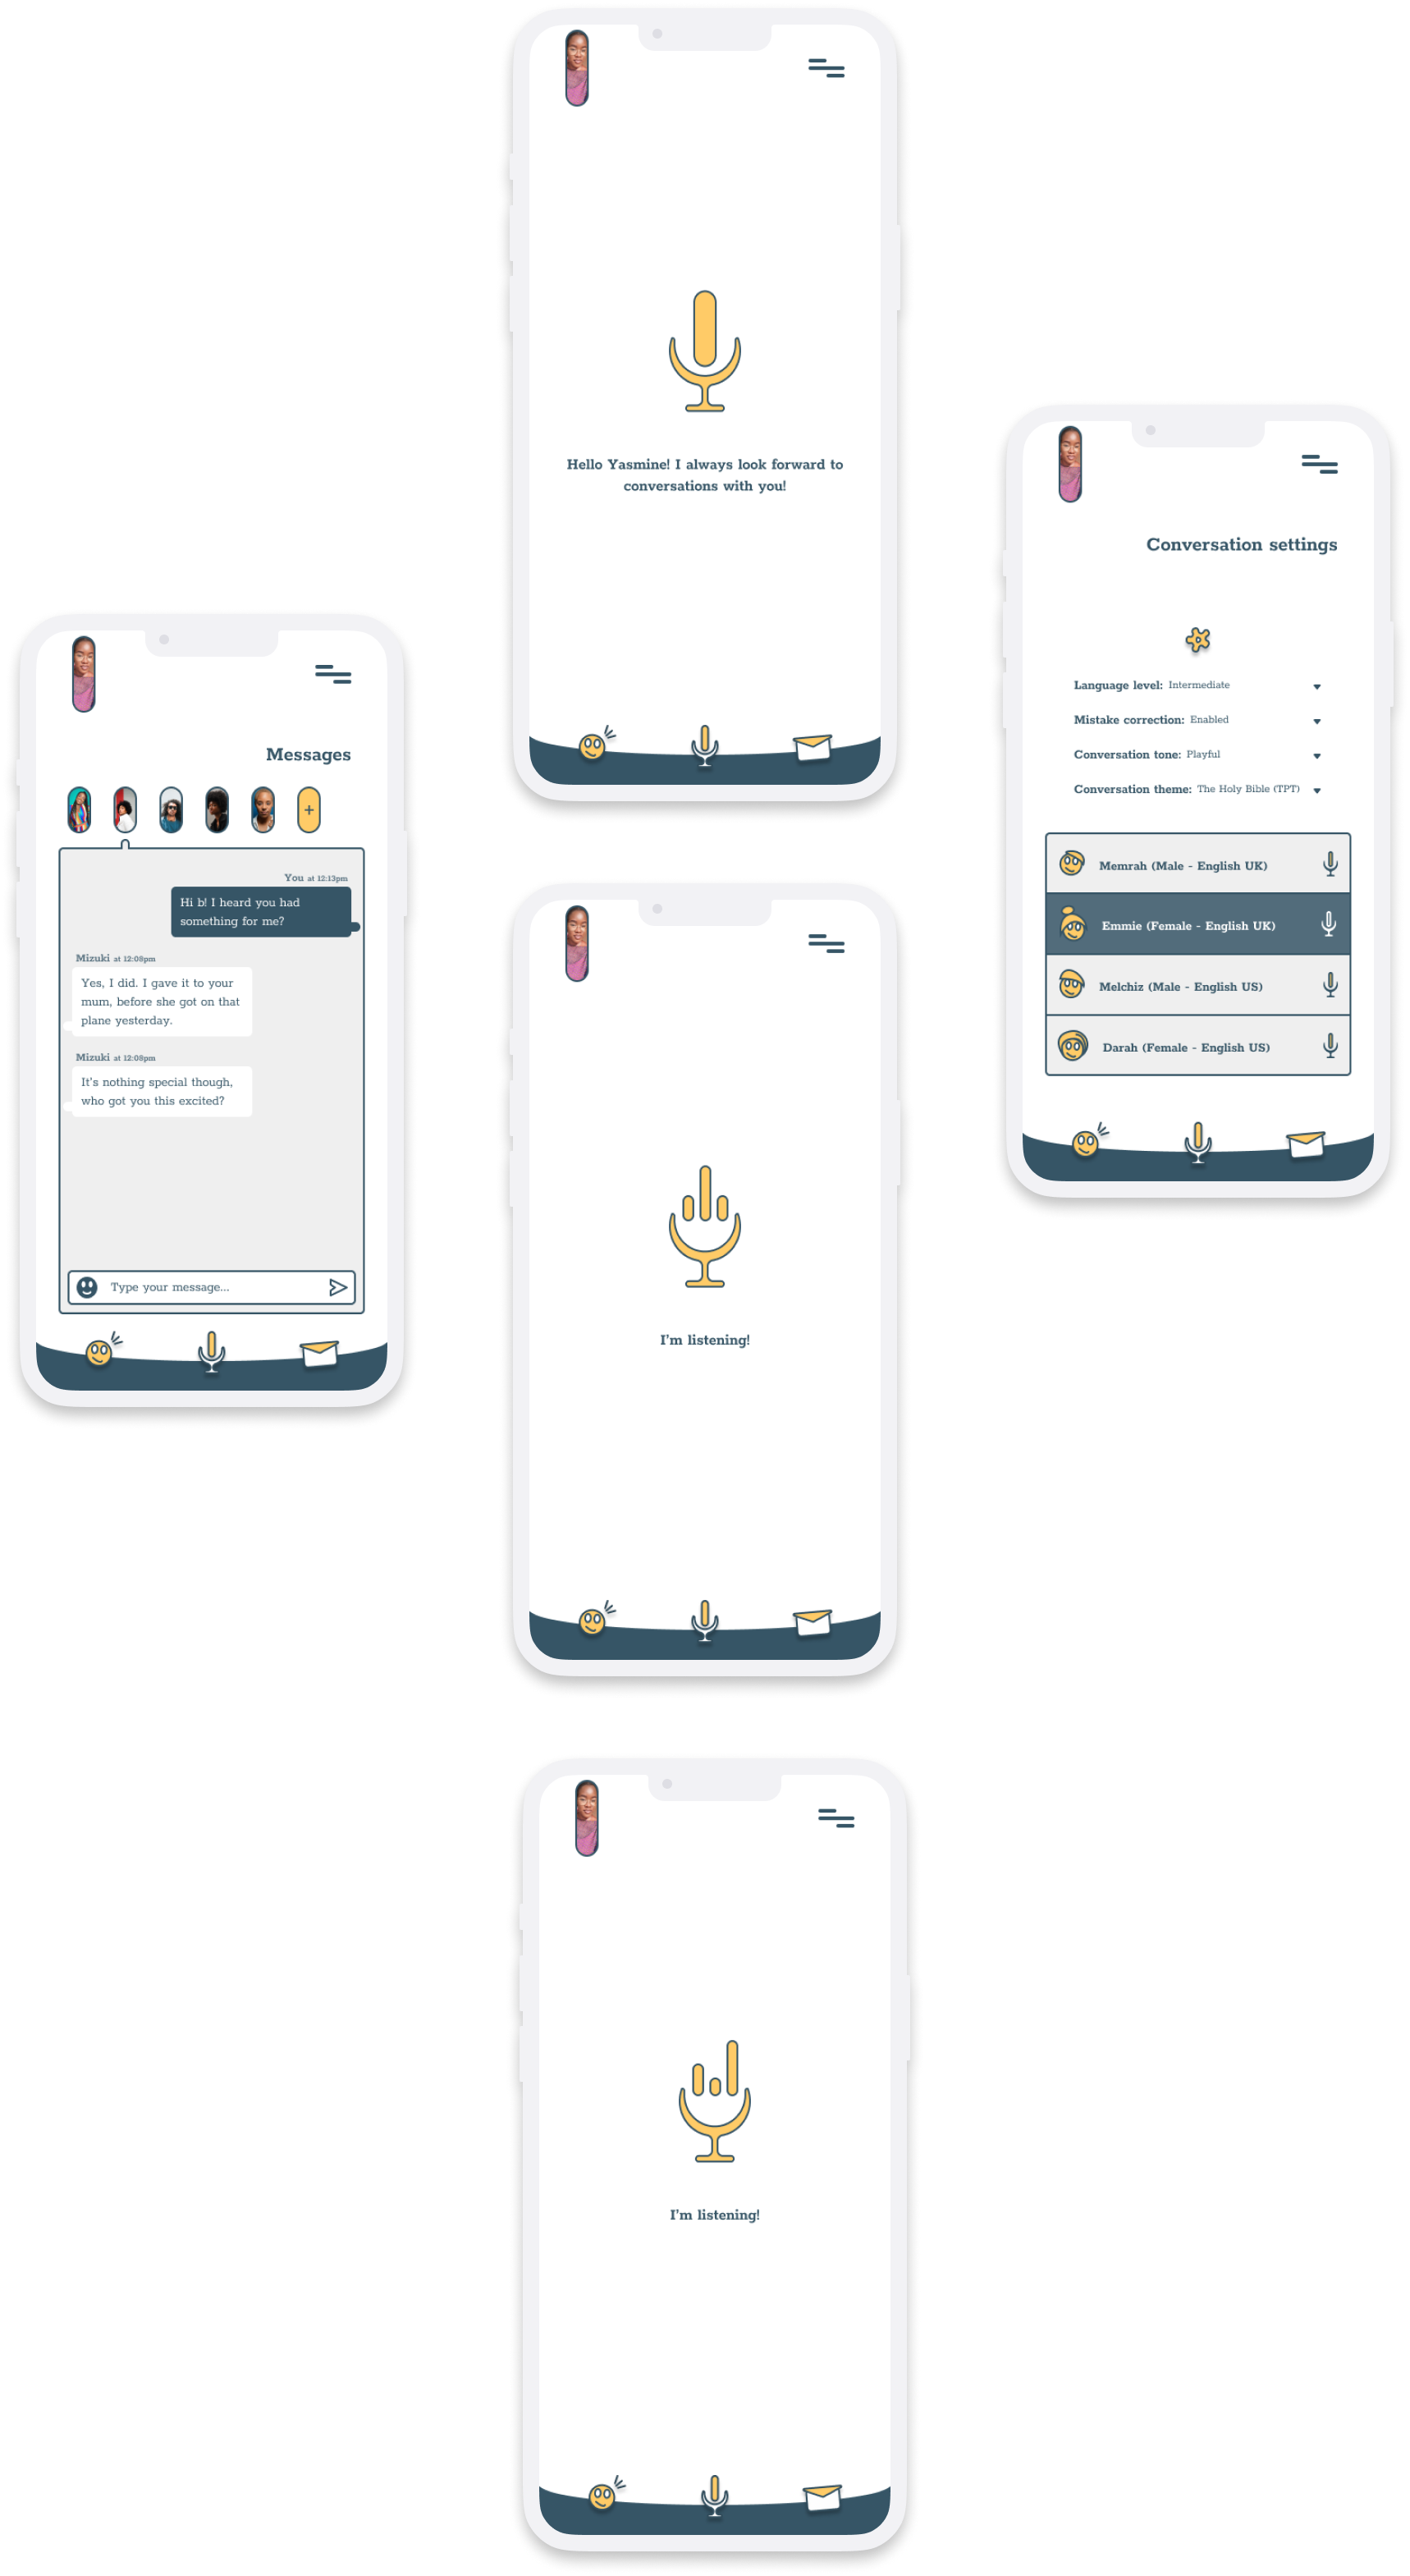 Hello Yasmine! I always look forward to
conversations with you!
Conversation settings
Language level: Intermediate
Mistake correction: Enabled
Conversation tone: Playful
Conversation theme: The Holy Bible (TPT)
Memrah (Male - English UK)
Emmie (Female - English UK)
Melchiz (Male - English US)
Darah (Female - English US)
Messages
+
You at 12:13pm
Hi b! I heard you had
something for me?
Mizuki at 12:08pm
Yes, I did. I gave it to your
mum, before she got on that
plane yesterday.
Mizuki at 12:08pm
It's nothing special though,
who got you this excited?
Type your message...
I'm listening!
I'm listening!